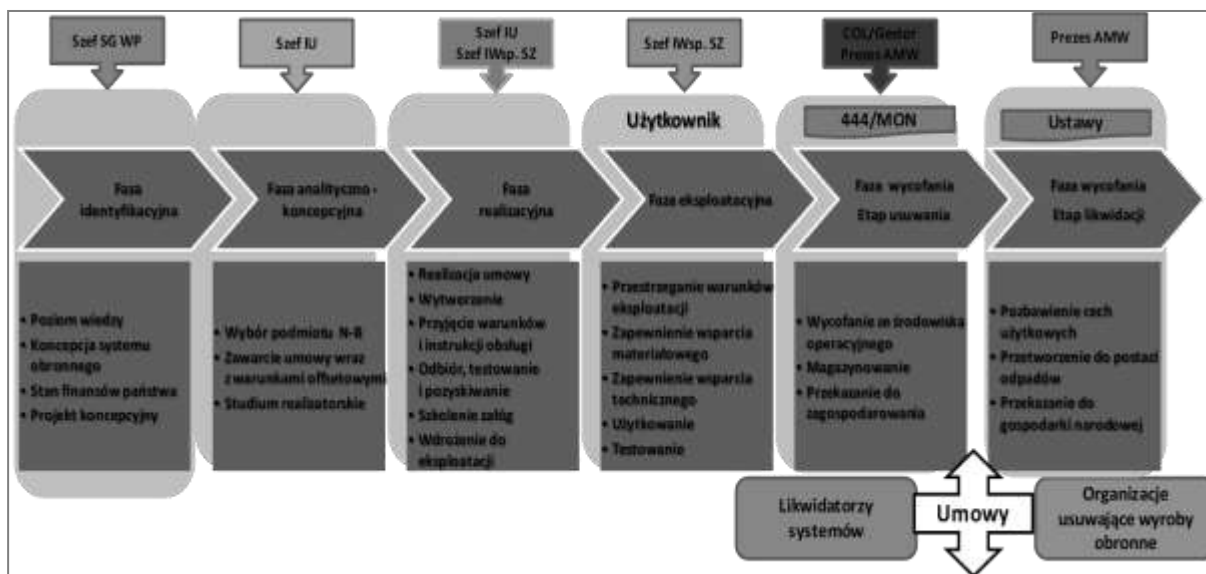 Szef SG WP
Szef IU
Szef IU
Szef IWsp. SZ
Szef IWsp. SZ
COL/Gestor
Prezes AMW
Prezes AMW
Użytkownik
444/MON
Ustawy
Faza
identyfikacyjna
Faza analityczno -
koncepcyjna
Faza
realizacyjna
Faza eksploatacyjna
Faza wycofania
Etap usuwania
Faza wycofania
Etap likwidacji
• Poziom wiedzy
• Koncepcja systemu
obronnego
• Stan finansów państwa
• Projekt koncepcyjny
• Wybór podmiotu N-B
• Zawarcie umowy wraz
z warunkami offsetowymi
• Studium realizatorskie
• Realizacja umowy
• Wytworzenie
• Przyjęcie warunków
i instrukcji obsługi
• Odbiór, testowanie
i pozyskiwanie
• Szkolenie załóg
• Wdrożenie do
eksploatacji
• Przestrzeganie warunków
eksploatacji
• Zapewnienie wsparcia
materiałowego
• Zapewnienie wsparcia
technicznego
• Użytkowanie
• Testowanie
• Wycofanie ze środowiska
operacyjnego
• Magazynowanie
• Przekazanie do
zagospodarowania
• Pozbawienie cech
użytkowych
• Przetworzenie do postaci
odpadów
• Przekazanie do
gospodarki narodowej
Likwidatorzy
systemów
Umowy
Organizacje
usuwające wyroby
obronne